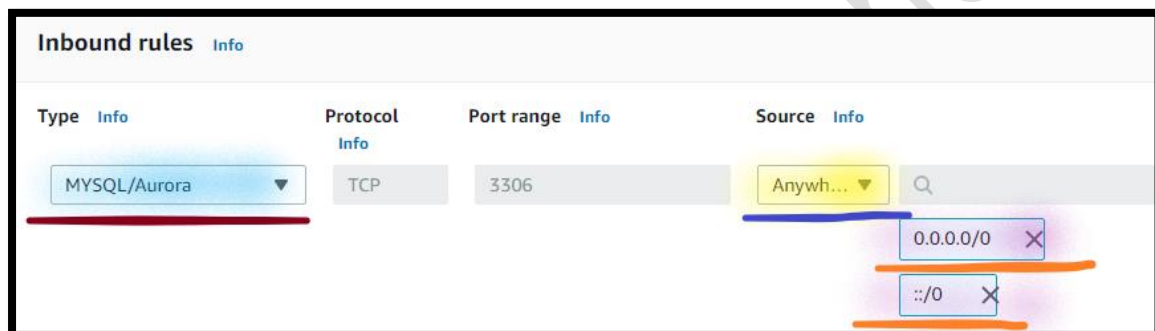 Inbound rules Info
Type Info Protocol Info Port range Info Source Info
MYSQL/Aurora TCP 3306 Anywh...
0.0.0.0/0
::/0